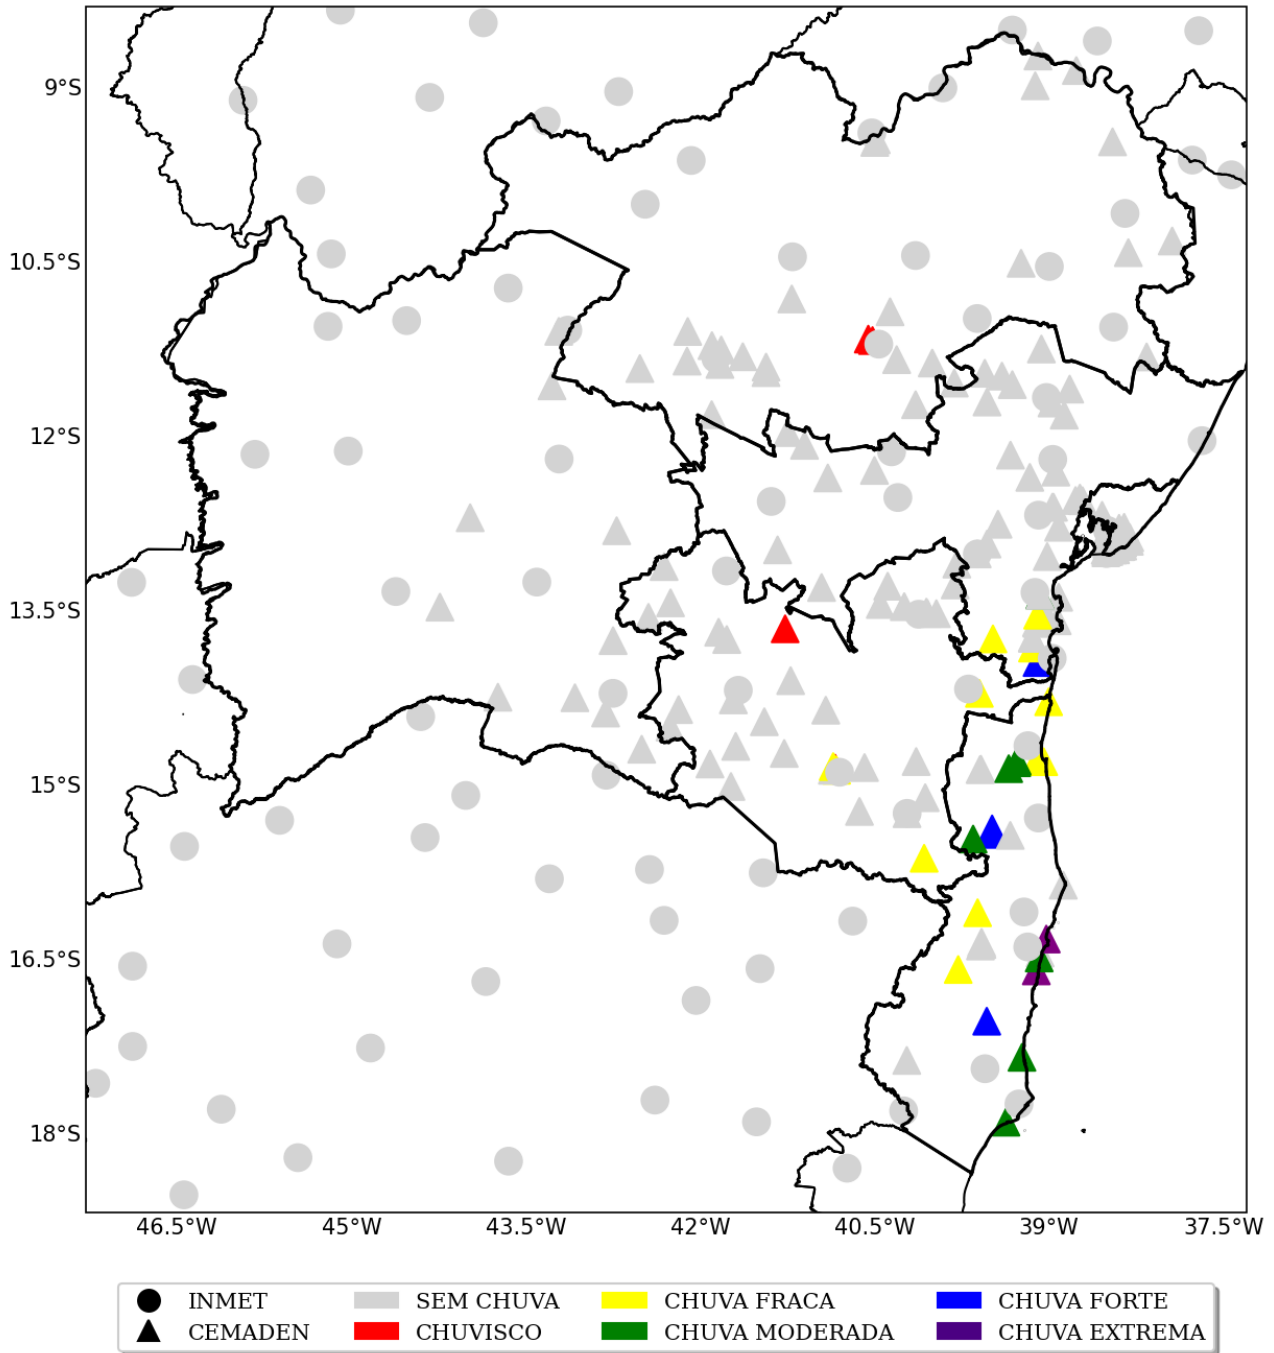 9°S
10.5°S
12°S
13.5°S
15°S
16.5°S
18°S
46.5°W 45°W 43.5°W 42°W 40.5°W 39°W 37.5°W
INMET SEM CHUVA CHUVA FRACA CHUVA FORTE
CEMADEN CHUVISCO CHUVA MODERADA CHUVA EXTREMA